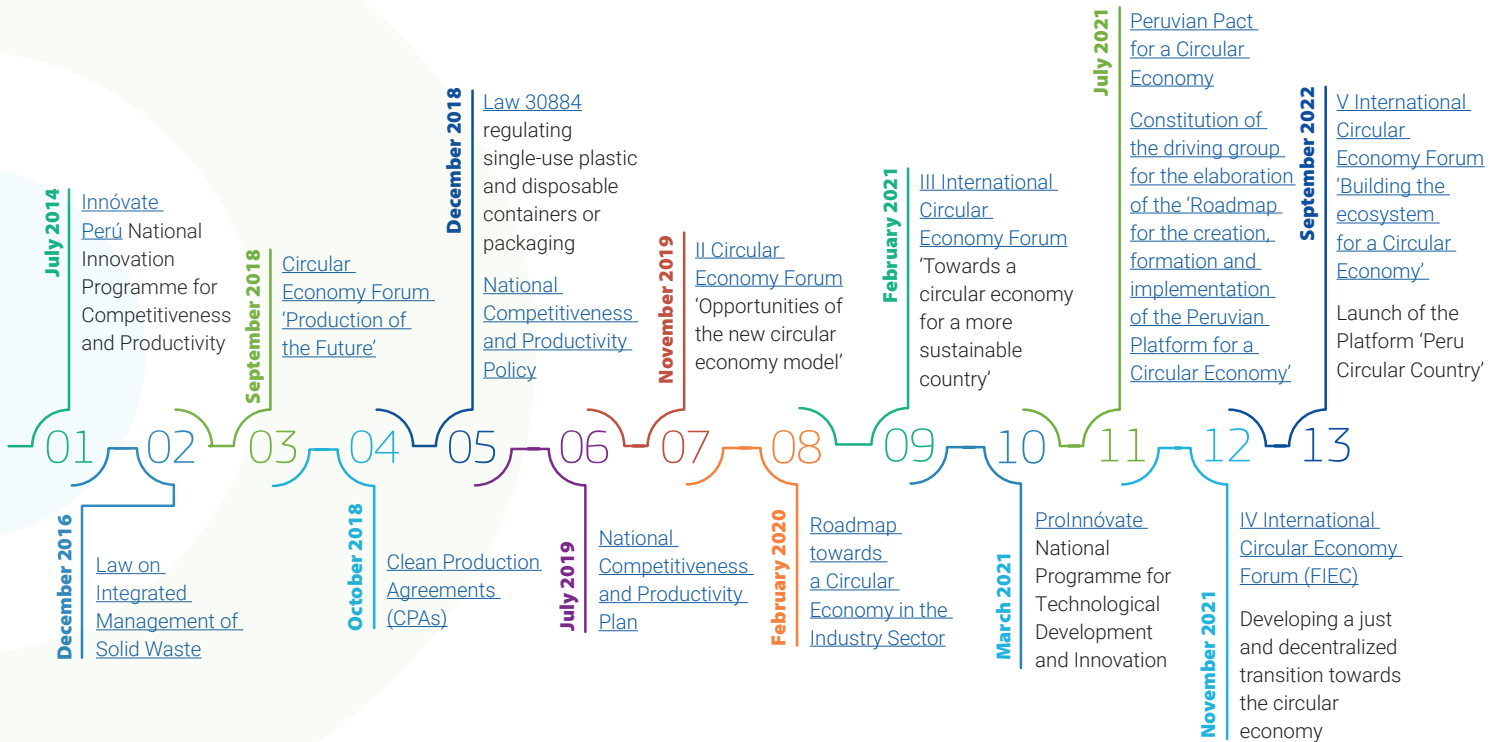 July 2014
Innóvate
Perú National
Innovation
Programme for
Competitiveness
and Productivity
01
02
December 2016
Law on
Integrated
Management of
Solid Waste
September 2018
Circular
Economy Forum
‘Production of
the Future’
03
04
October 2018
Clean Production
Agreements
(CPAs)
December 2018
Law 30884
regulating
single-use plastic
and disposable
containers or
packaging
National
Competitiveness
and Productivity
Policy
05
06
July 2019
National
Competitiveness
and Productivity
Plan
November 2019
II Circular
Economy Forum
‘Opportunities of
the new circular
economy model’
07
08
February 2020
Roadmap
towards
a Circular
Economy in the
Industry Sector
February 2021
III International
Circular
Economy Forum
‘Towards a
circular economy
for a more
sustainable
country’
09
10
March 2021
ProInnóvate
National
Programme for
Technological
Development
and Innovation
July 2021
Peruvian Pact
for a Circular
Economy
Constitution of
the driving group
for the elaboration
of the ‘Roadmap
for the creation,
formation and
implementation
of the Peruvian
Platform for a
Circular Economy’
11
12
November 2021
IV International
Circular Economy
Forum (FIEC)
Developing a just
and decentralized
transition towards
the circular
economy
September 2022
V International
Circular
Economy Forum
‘Building the
ecosystem
for a Circular
Economy’
Launch of the
Platform ‘Peru
Circular Country’
13